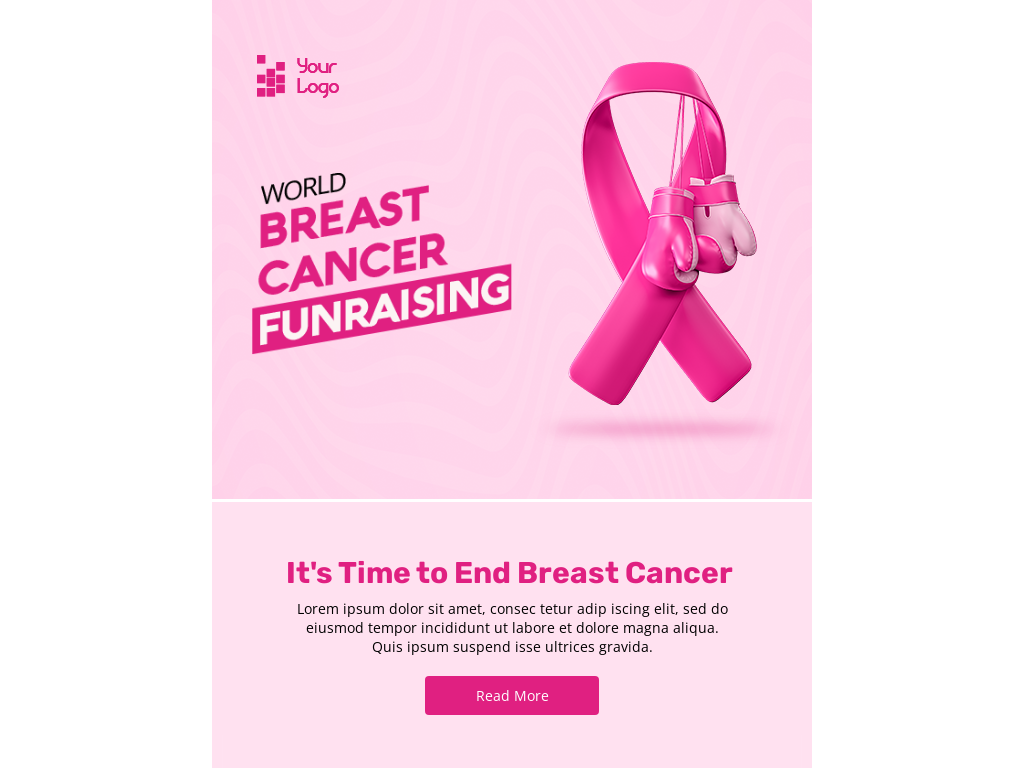 Your
Logo
WORLD
BREAST
CANCER
FUNRAISING
It's Time to End Breast Cancer
Lorem ipsum dolor sit amet, consec tetur adip iscing elit, sed do
eiusmod tempor incididunt ut labore et dolore magna aliqua.
Quis ipsum suspend isse ultrices gravida.
Read More